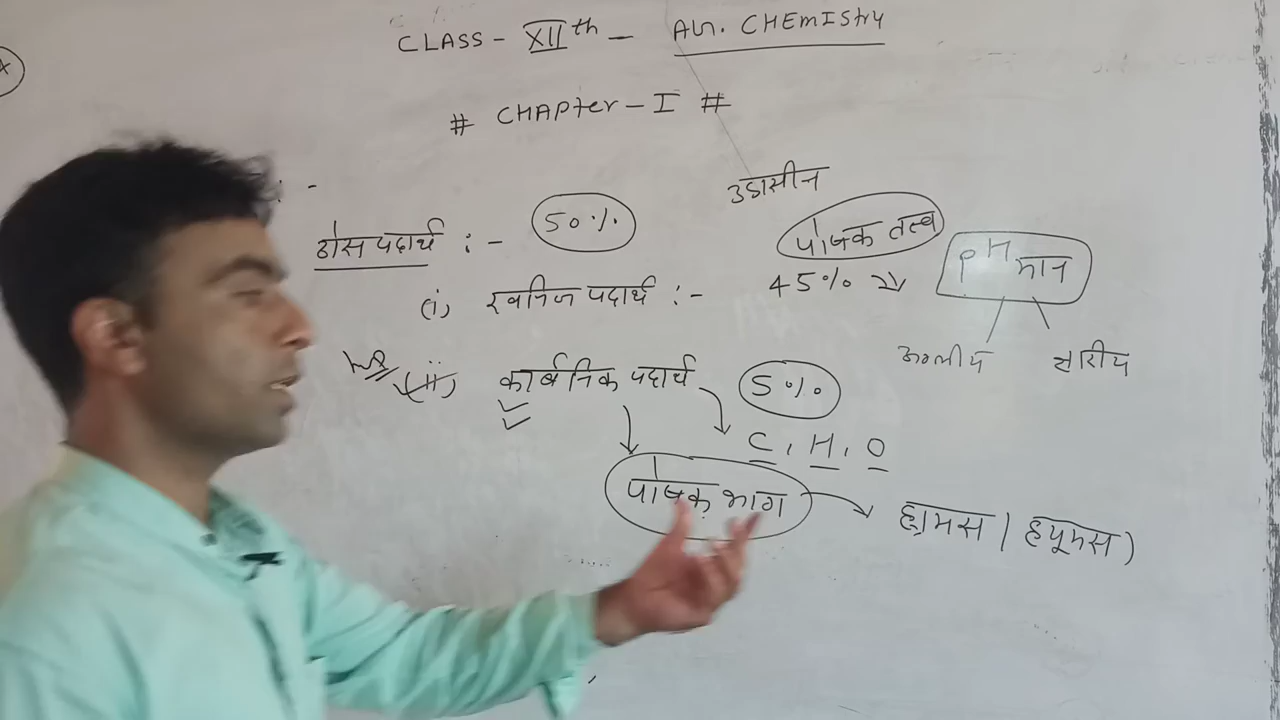 CLASS - XIIth - AGr. CHEMIStry
# CHAPter - I #
: -
उदासीन
ठोस पदार्थ : - 50% पोषक तत्व
pH मान
(i) खनिज पदार्थ : - 45%
अम्लीय क्षारीय
(ii) कार्बनिक पदार्थ 5%
C, H, O
पोषक भाग
ह्यूमस / ह्यूमस)